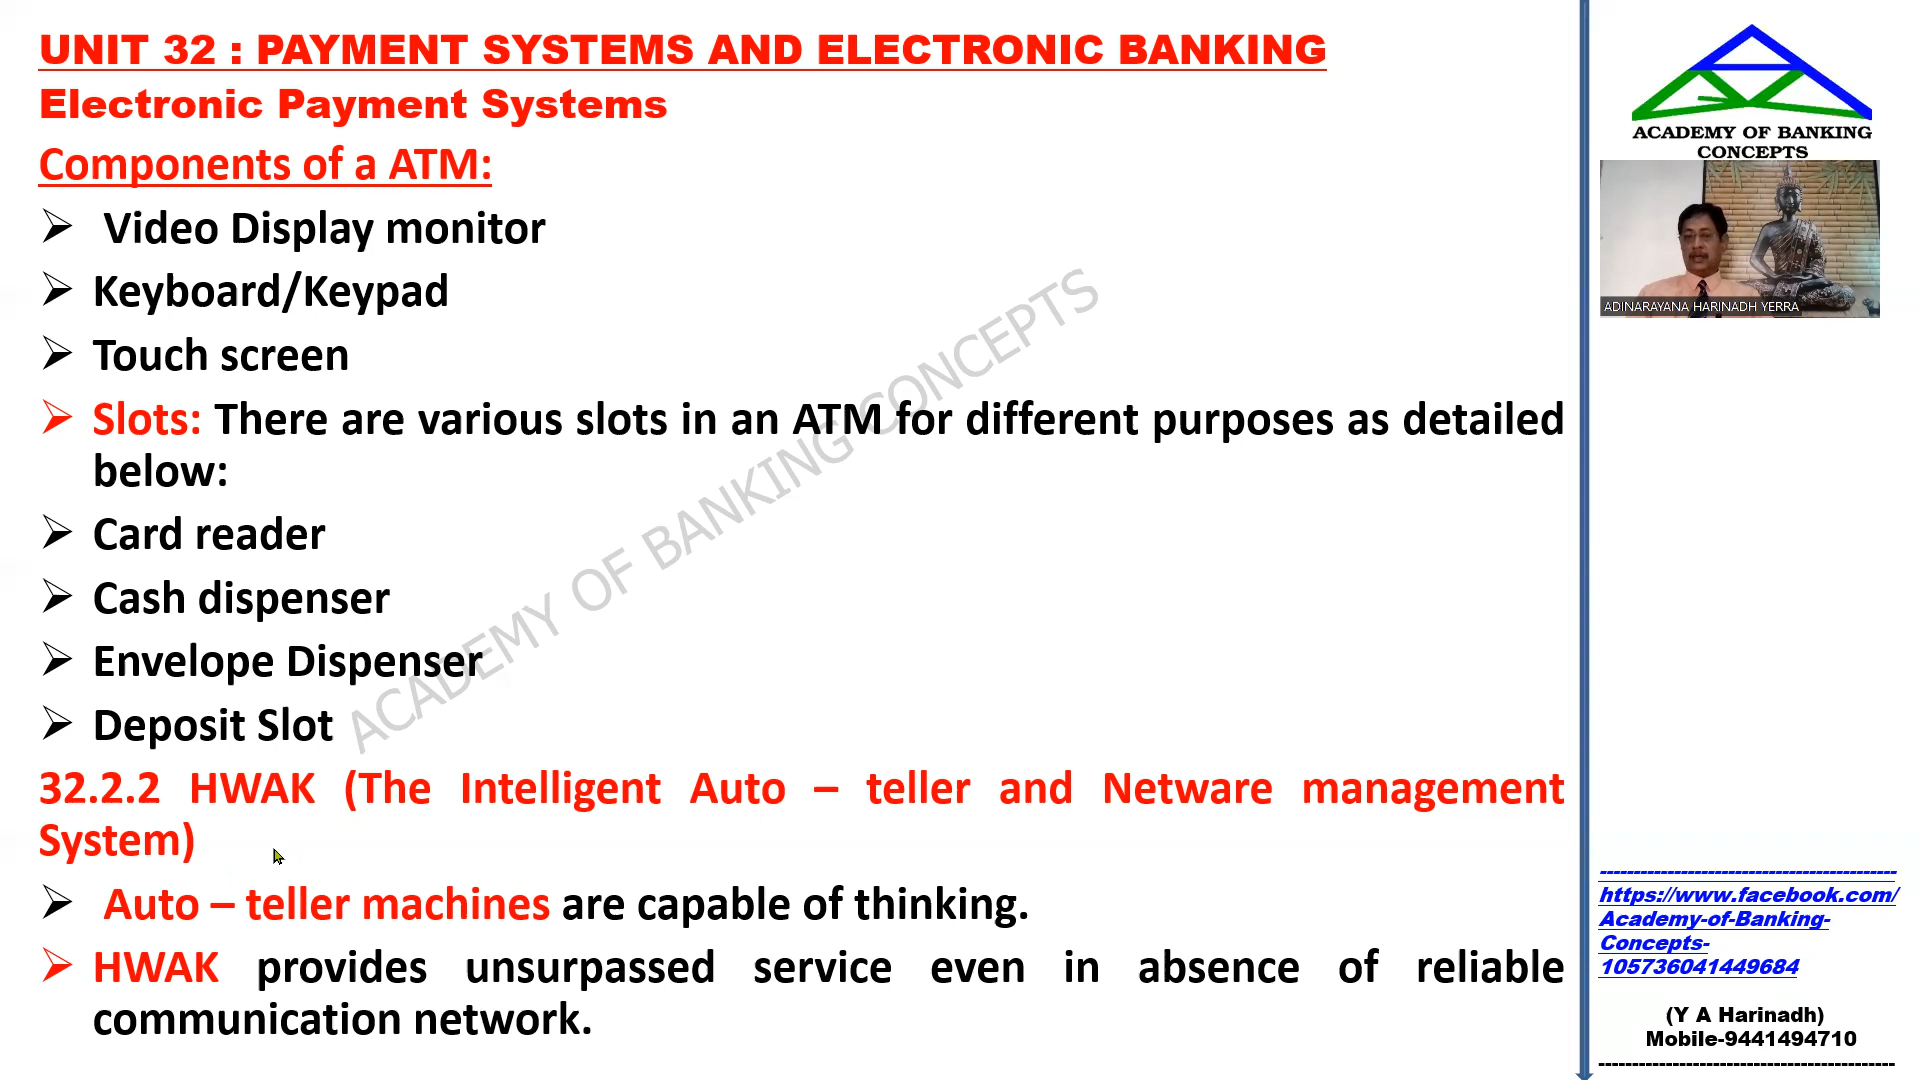 UNIT 32 : PAYMENT SYSTEMS AND ELECTRONIC BANKING
Electronic Payment Systems
Components of a ATM:
➢ Video Display monitor
➢ Keyboard/Keypad
➢ Touch screen
➢ Slots: There are various slots in an ATM for different purposes as detailed
below:
➢ Card reader
➢ Cash dispenser
➢ Envelope Dispenser
➢ Deposit Slot
32.2.2 HWAK (The Intelligent Auto – teller and Netware management
System)
➢ Auto – teller machines are capable of thinking.
➢ HWAK provides unsurpassed service even in absence of reliable
communication network.
ACADEMY OF BANKING CONCEPTS
ACADEMY OF BANKING
CONCEPTS
ADINARAYANA HARINADH YERRA
https://www.facebook.com/
Academy-of-Banking-
Concepts-
105736041449684
(Y A Harinadh)
Mobile-9441494710